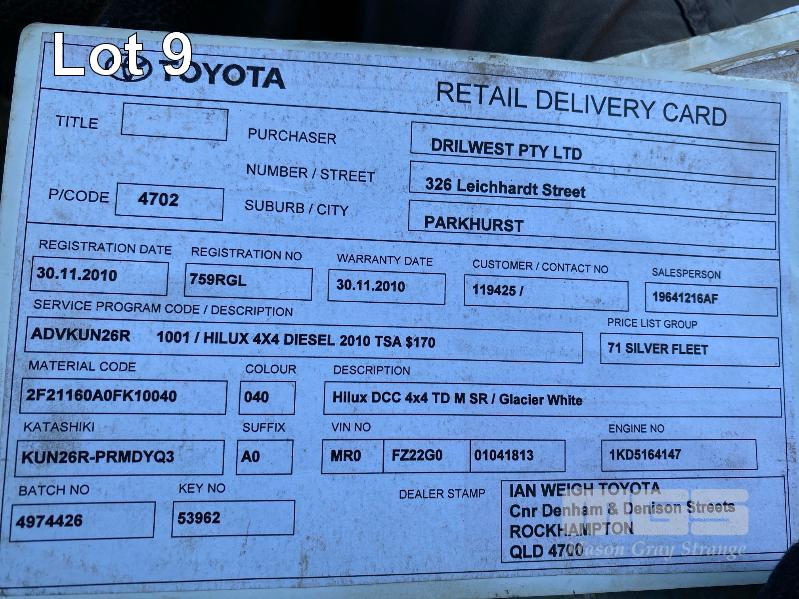 Lot 9
TOYOTA
RETAIL DELIVERY CARD
TITLE
PURCHASER
DRILWEST PTY LTD
NUMBER / STREET
326 Leichhardt Street
P/CODE 4702
SUBURB / CITY
PARKHURST
REGISTRATION DATE REGISTRATION NO WARRANTY DATE CUSTOMER / CONTACT NO SALESPERSON
30.11.2010 759RGL 30.11.2010 119425 / 19641216AF
SERVICE PROGRAM CODE / DESCRIPTION PRICE LIST GROUP
ADVKUN26R 1001 / HILUX 4X4 DIESEL 2010 TSA $170 71 SILVER FLEET
MATERIAL CODE COLOUR DESCRIPTION
2F21160A0FK10040 040 Hilux DCC 4x4 TD M SR / Glacier White
KATASHIKI SUFFIX VIN NO ENGINE NO
KUN26R-PRMDYQ3 A0 MR0 FZ22G0 01041813 1KD5164147
BATCH NO KEY NO DEALER STAMP
4974426 53962
IAN WEIGH TOYOTA
Cnr Denham & Denison Streets
ROCKHAMPTON
QLD 4700
MGS
Mason Gray Strange